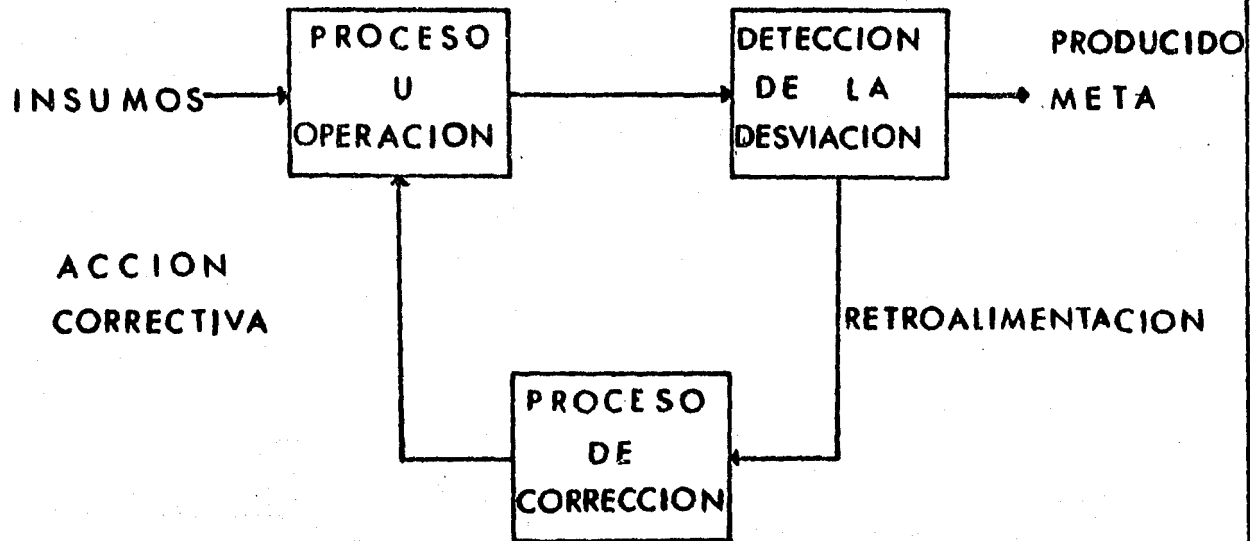 INSUMOS
PROCESO
U
OPERACION
DETECCION
DE LA
DESVIACION
PRODUCIDO
META
ACCION
CORRECTIVA
RETROALIMENTACION
PROCESO
DE
CORRECCION